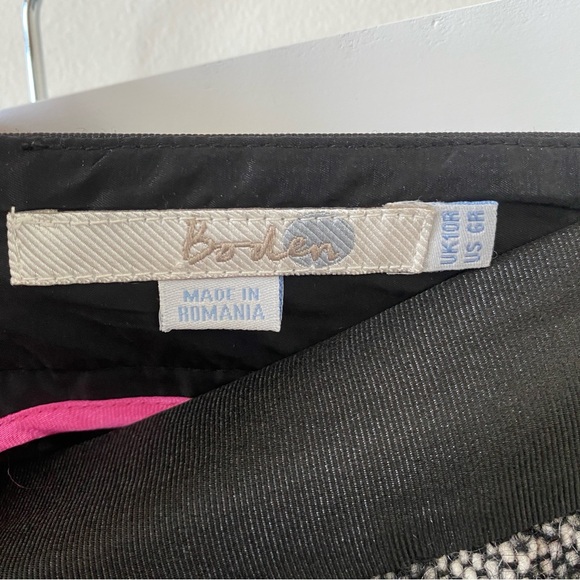 Boden
MADE IN
ROMANIA
UK10R
US 6R